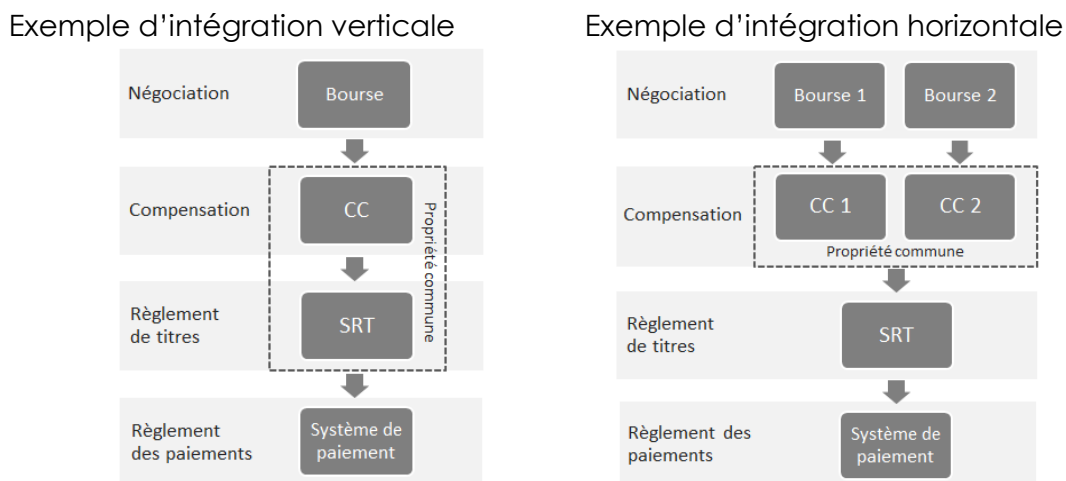 Exemple d'intégration verticale
Négociation
Bourse
Compensation
CC
Propriété commune
Règlement
de titres
SRT
Règlement
des paiements
Système de
paiement
Exemple d'intégration horizontale
Négociation
Bourse 1
Bourse 2
Compensation
CC 1
CC 2
Propriété commune
Règlement
de titres
SRT
Règlement des
paiements
Système de
paiement